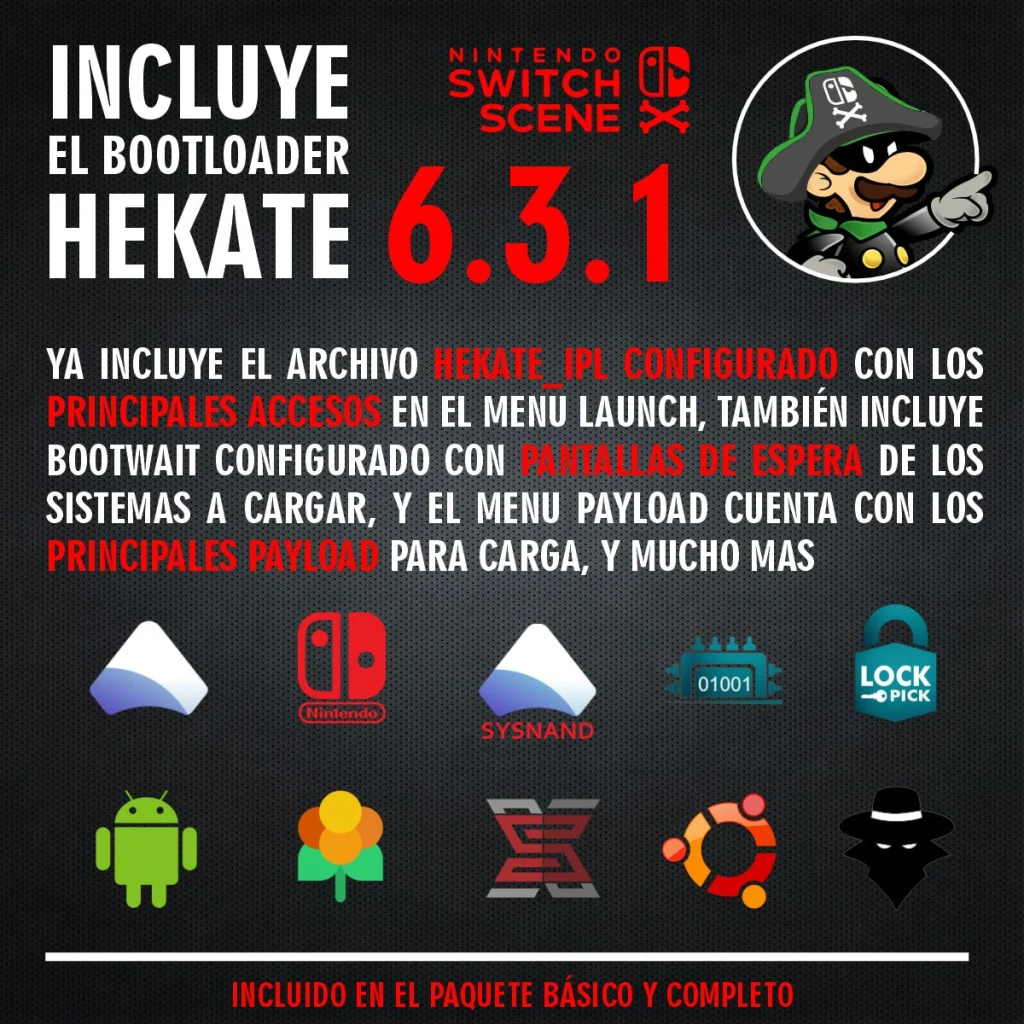 INCLUYE
EL BOOTLOADER
HEKATE
NINTENDO
SWITCH
SCENE
6.3.1
YA INCLUYE EL ARCHIVO HEKATE_IPL CONFIGURADO CON LOS
PRINCIPALES ACCESOS EN EL MENU LAUNCH, TAMBIÉN INCLUYE
BOOTWAIT CONFIGURADO CON PANTALLAS DE ESPERA DE LOS
SISTEMAS A CARGAR, Y EL MENU PAYLOAD CUENTA CON LOS
PRINCIPALES PAYLOAD PARA CARGA, Y MUCHO MAS
Nintendo
SYSNAND
01001
LOCK
PICK
INCLUIDO EN EL PAQUETE BÁSICO Y COMPLETO